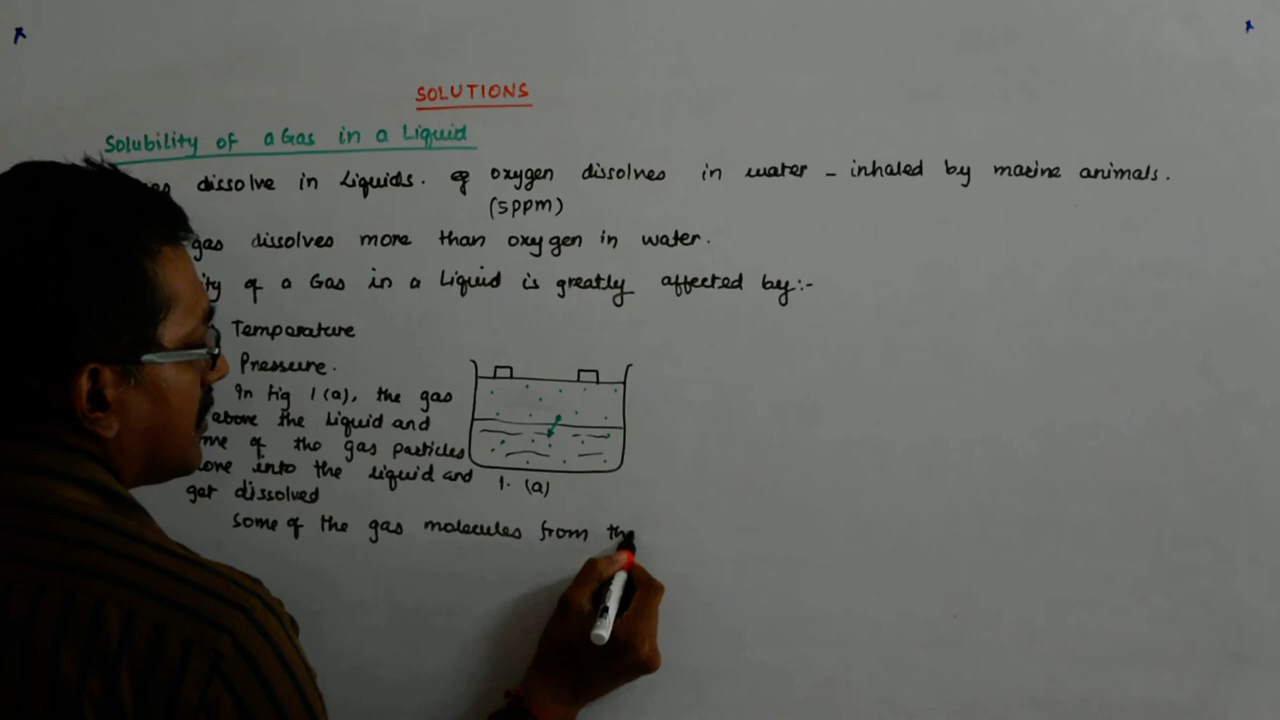 SOLUTIONS
Solubility of a Gas in a Liquid
dissolve in Liquids. eg oxygen dissolves in water - inhaled by marine animals.
(5ppm)
gas dissolves more than oxygen in water.
ity of a Gas in a Liquid is greatly affected by:-
Temperature
Pressure.
In Fig 1(a), the gas
above the Liquid and
me of the gas particles
ove into the liquid and
get dissolved
1. (a)
Some of the gas molecules from the